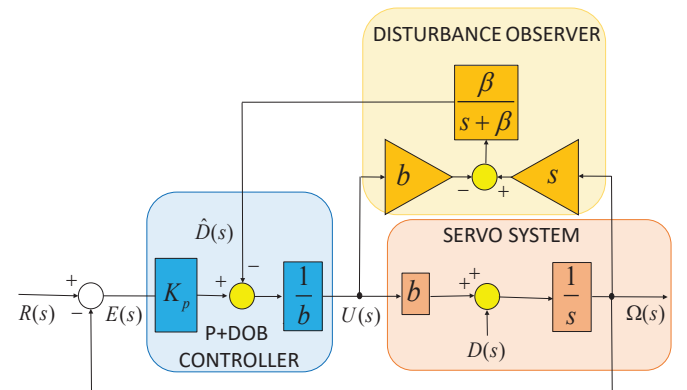 DISTURBANCE OBSERVER
β
s + β
b
s
− +
D̂(s)
SERVO SYSTEM
+ −
K_p
+ −
1
b
b
+ +
1
s
R(s)
E(s)
P+DOB
CONTROLLER
U(s)
D(s)
Ω(s)